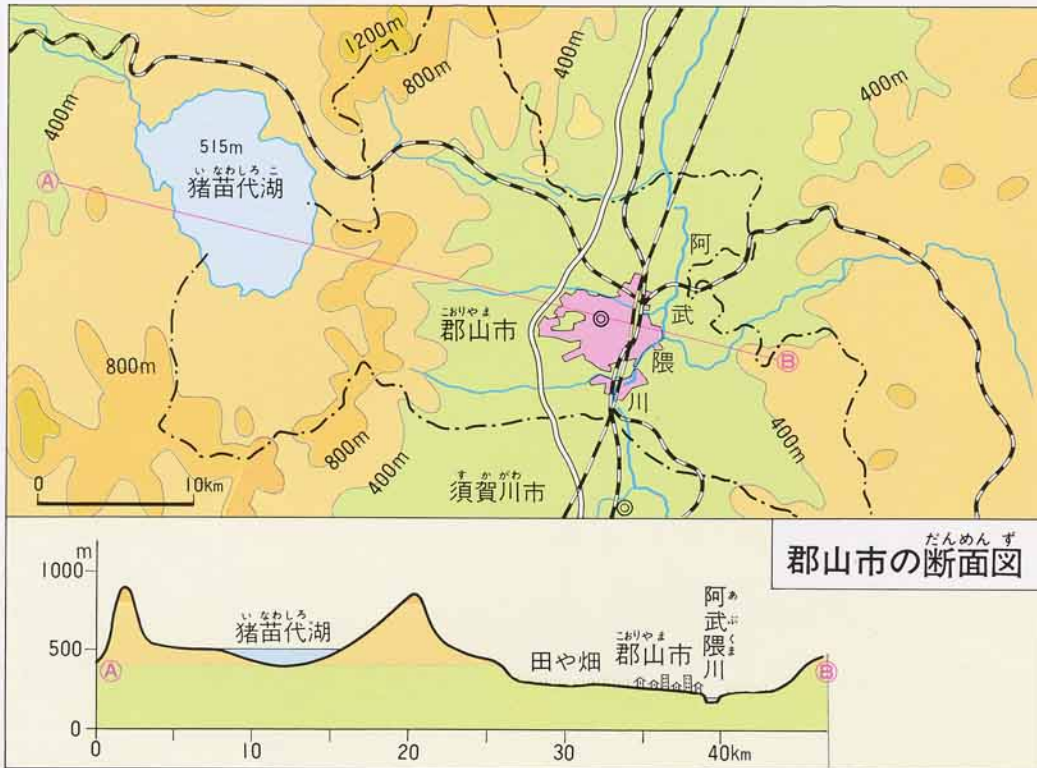 1200m
800m
400m
400m
400m
515m
いなわしろこ
猪苗代湖
A
阿武隈川
こおりやま
郡山市
B
800m
800m
400m
400m
0 10km
すかがわ
須賀川市
だんめんず
郡山市の断面図
m
1000
500
0
いなわしろ
猪苗代湖
田や畑
こおりやま
郡山市
あぶくま
阿武隈川
A
B
0 10 20 30 40km